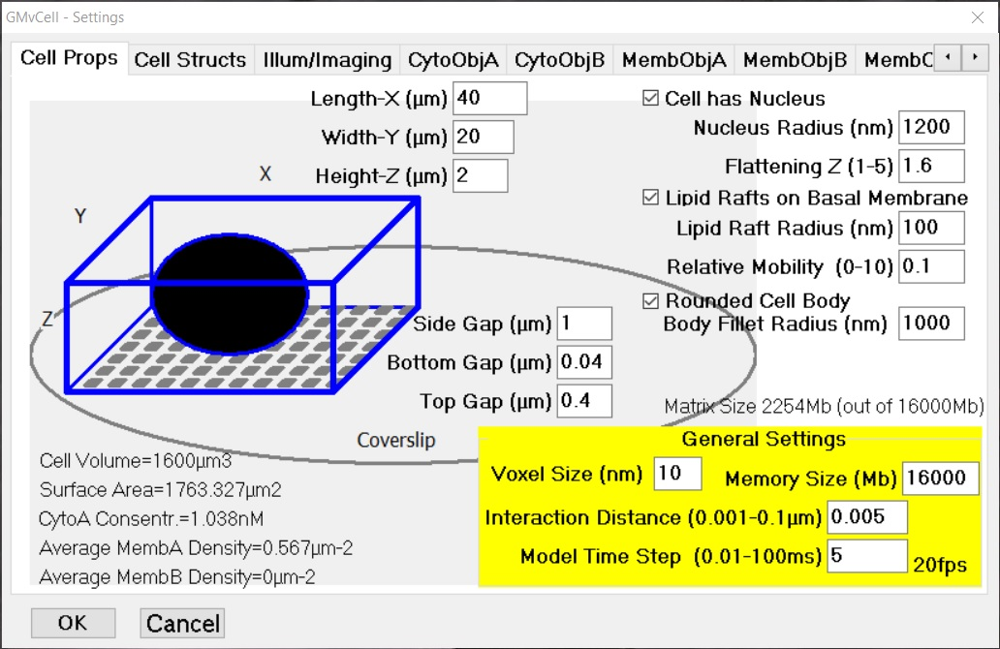 GMvCell - Settings
Cell Props Cell Structs Illum/Imaging CytoObjA CytoObjB MembObjA MembObjB MembC
Length-X (µm) 40
Width-Y (µm) 20
Height-Z (µm) 2
X
Y
Z
Cell has Nucleus
Nucleus Radius (nm) 1200
Flattening Z (1-5) 1.6
Lipid Rafts on Basal Membrane
Lipid Raft Radius (nm) 100
Relative Mobility (0-10) 0.1
Rounded Cell Body
Body Fillet Radius (nm) 1000
Side Gap (µm) 1
Bottom Gap (µm) 0.04
Top Gap (µm) 0.4
Coverslip
Matrix Size 2254Mb (out of 16000Mb)
Cell Volume=1600µm3
Surface Area=1763.327µm2
CytoA Consentr.=1.038nM
Average MembA Density=0.567µm-2
Average MembB Density=0µm-2
General Settings
Voxel Size (nm) 10 Memory Size (Mb) 16000
Interaction Distance (0.001-0.1µm) 0.005
Model Time Step (0.01-100ms) 5 20fps
OK Cancel